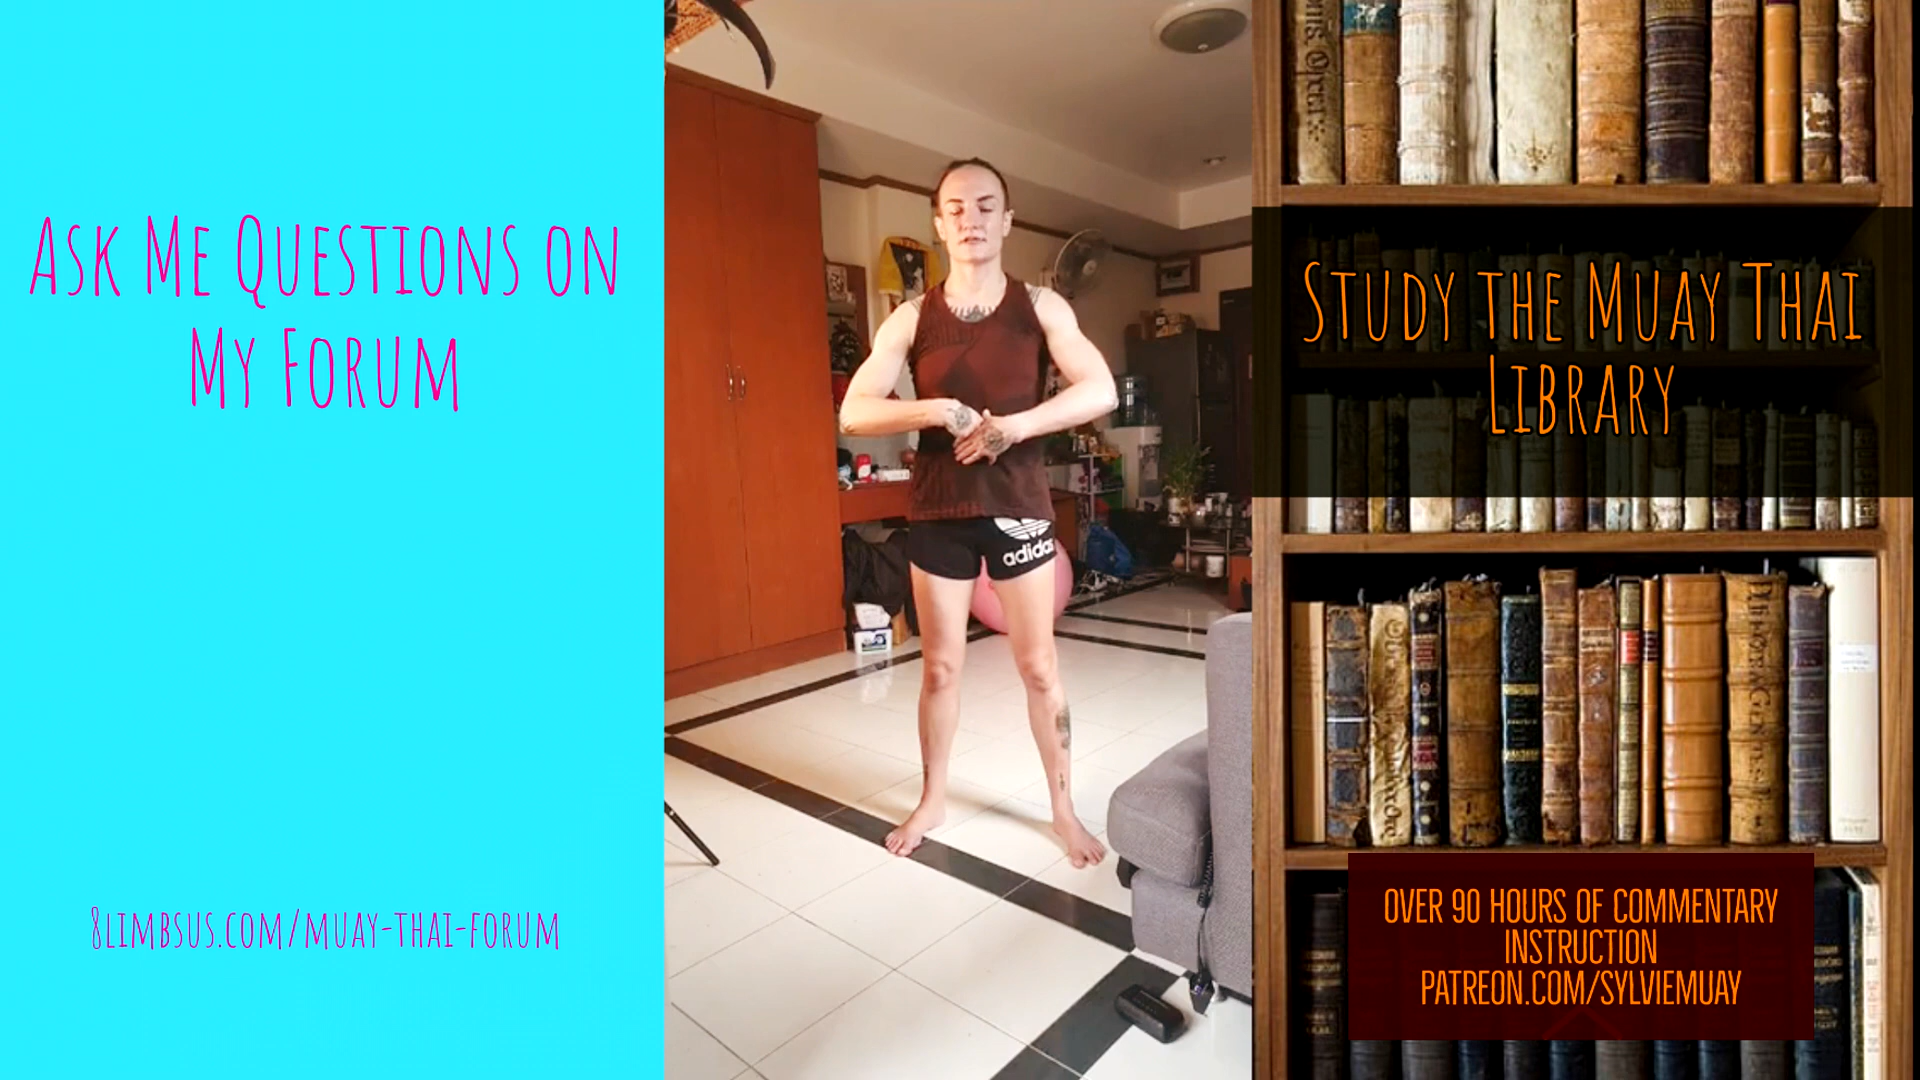 Ask Me Questions on
My Forum
8limbsus.com/muay-thai-forum
adidas
Study the Muay Thai
Library
OVER 90 HOURS OF COMMENTARY
INSTRUCTION
PATREON.COM/SYLVIEMUAY